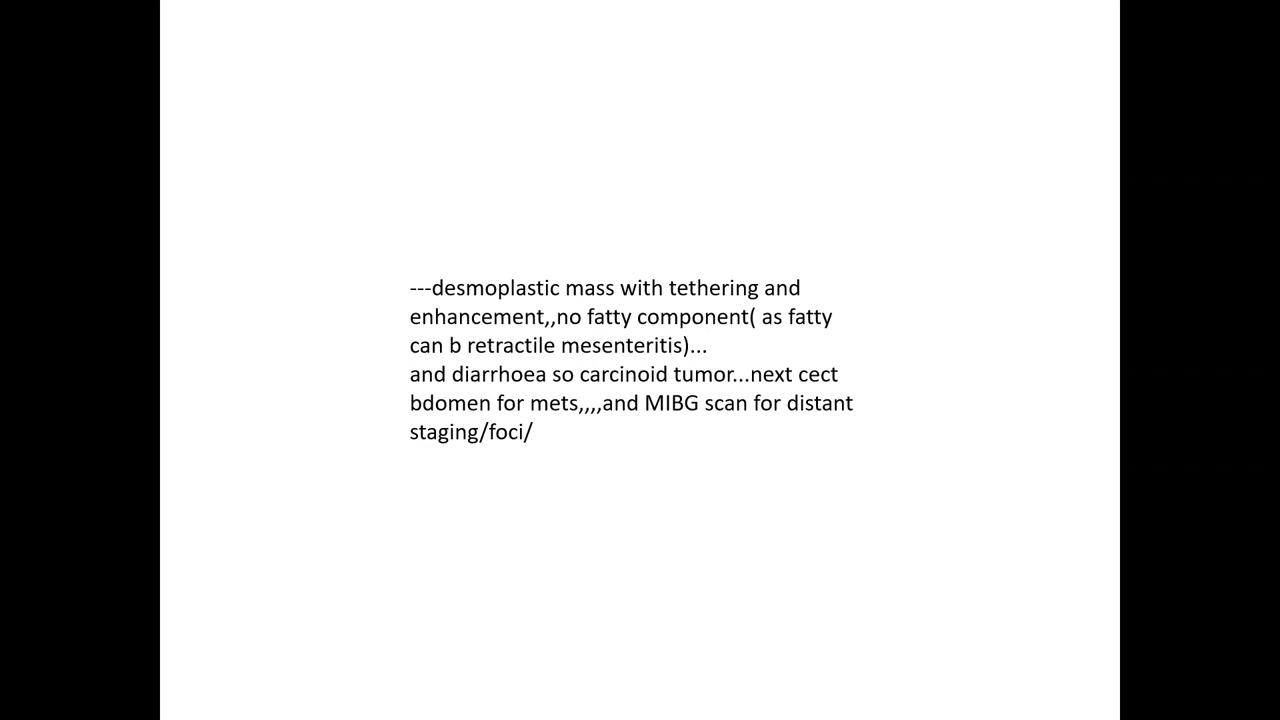 ---desmoplastic mass with tethering and
enhancement,,no fatty component( as fatty
can b retractile mesenteritis)...
and diarrhoea so carcinoid tumor...next cect
bdomen for mets,,,,and MIBG scan for distant
staging/foci/